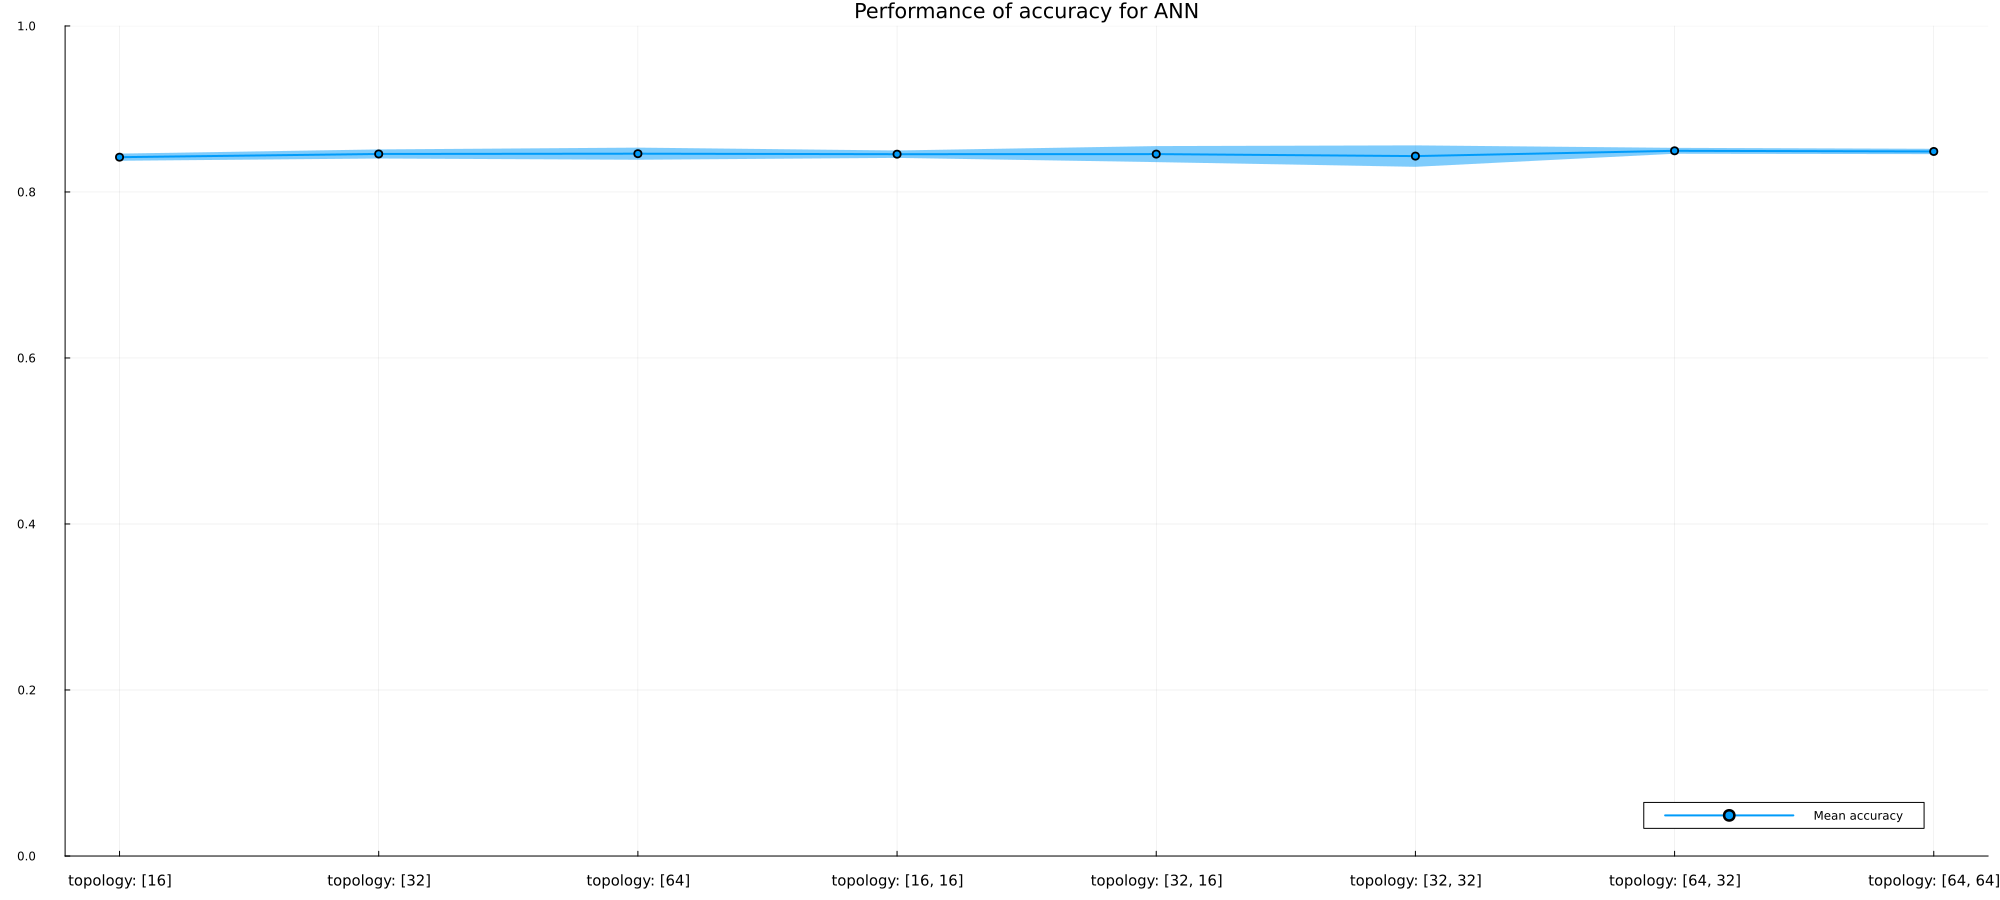 Performance of accuracy for ANN
1.0
0.8
0.6
0.4
0.2
0.0
Mean accuracy
topology: [16]
topology: [32]
topology: [64]
topology: [16, 16]
topology: [32, 16]
topology: [32, 32]
topology: [64, 32]
topology: [64, 64]